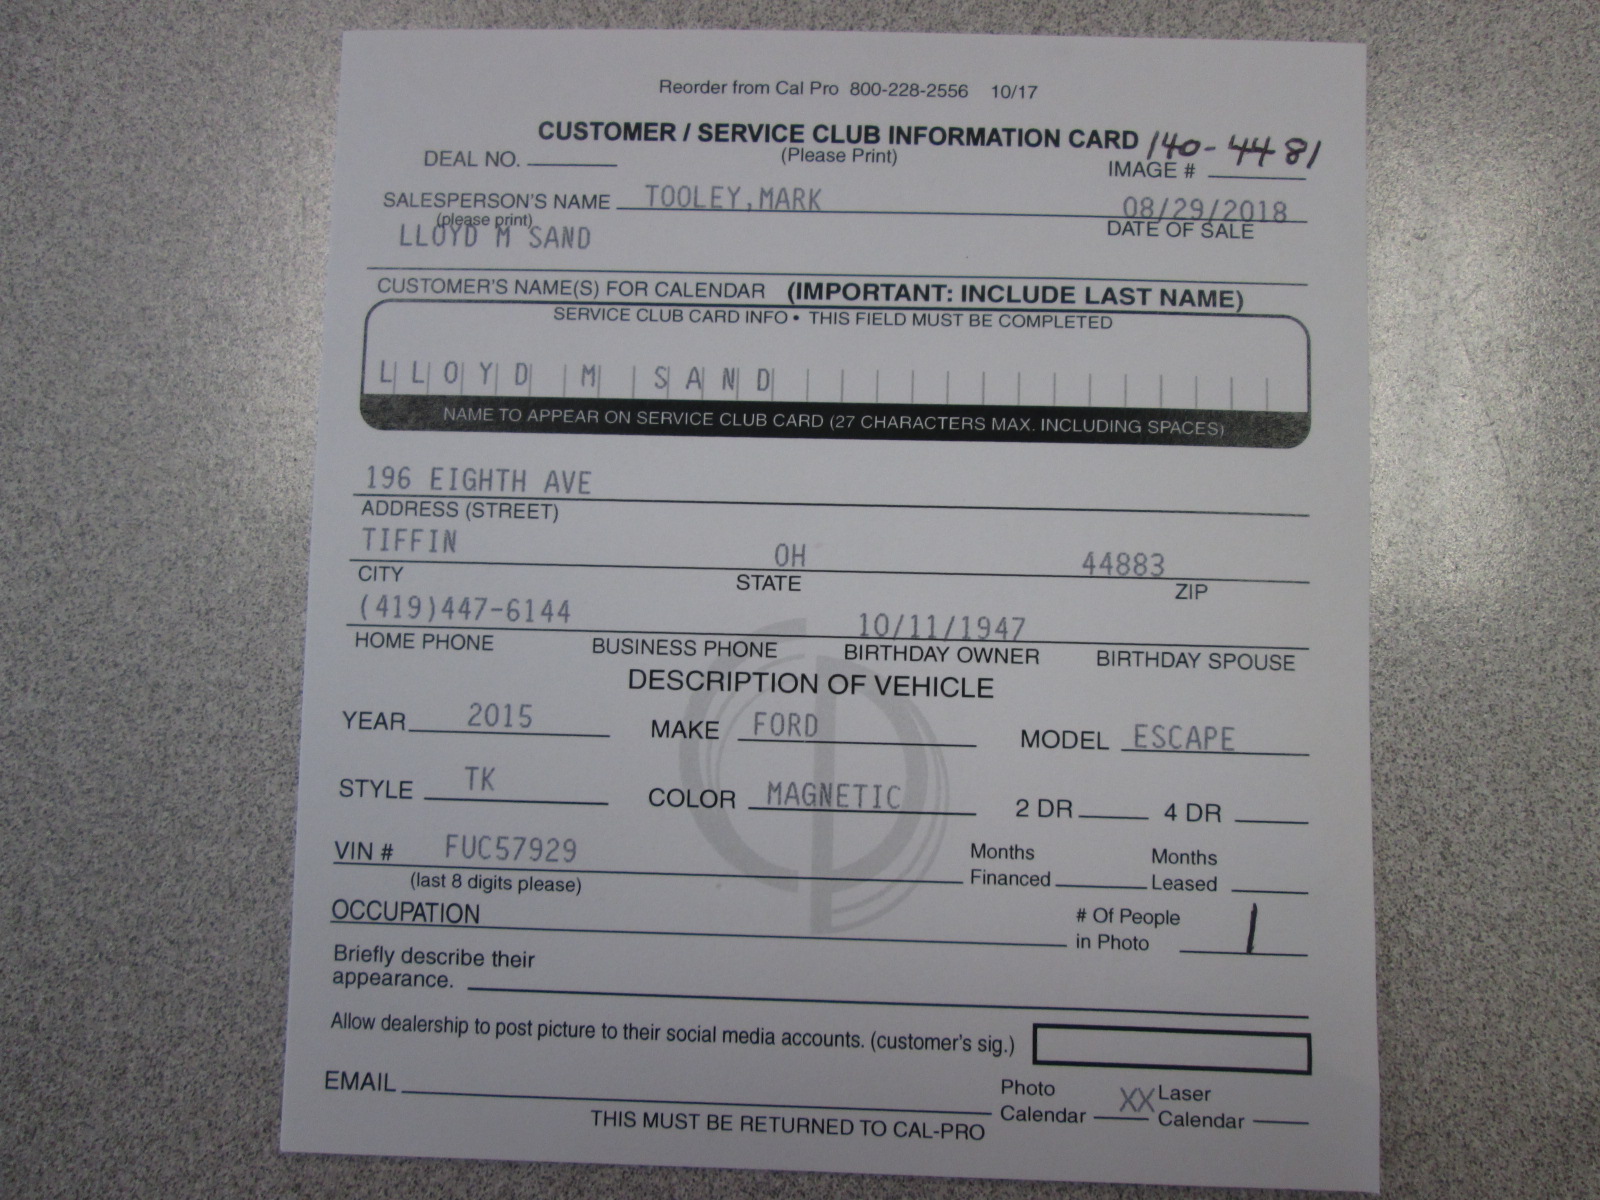 Reorder from Cal Pro 800-228-2556 10/17
CUSTOMER / SERVICE CLUB INFORMATION CARD 140-4481
(Please Print)
DEAL NO. IMAGE #
SALESPERSON'S NAME TOOLEY,MARK 08/29/2018
(please print) DATE OF SALE
LLOYD M SAND
CUSTOMER'S NAME(S) FOR CALENDAR (IMPORTANT: INCLUDE LAST NAME)
SERVICE CLUB CARD INFO • THIS FIELD MUST BE COMPLETED
LLOYD M SAND
NAME TO APPEAR ON SERVICE CLUB CARD (27 CHARACTERS MAX. INCLUDING SPACES)
196 EIGHTH AVE
ADDRESS (STREET)
TIFFIN OH 44883
CITY STATE ZIP
(419)447-6144 10/11/1947
HOME PHONE BUSINESS PHONE BIRTHDAY OWNER BIRTHDAY SPOUSE
DESCRIPTION OF VEHICLE
YEAR 2015 MAKE FORD MODEL ESCAPE
STYLE TK COLOR MAGNETIC 2 DR 4 DR
VIN # FUC57929 Months Financed Months Leased
(last 8 digits please)
OCCUPATION # Of People in Photo 1
Briefly describe their
appearance.
Allow dealership to post picture to their social media accounts. (customer's sig.)
EMAIL Photo Calendar XX Laser Calendar
THIS MUST BE RETURNED TO CAL-PRO